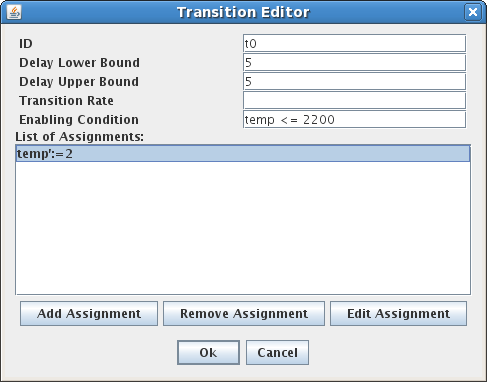 Transition Editor
ID t0
Delay Lower Bound 5
Delay Upper Bound 5
Transition Rate
Enabling Condition temp <= 2200
List of Assignments:
temp':=2
Add Assignment Remove Assignment Edit Assignment
Ok Cancel